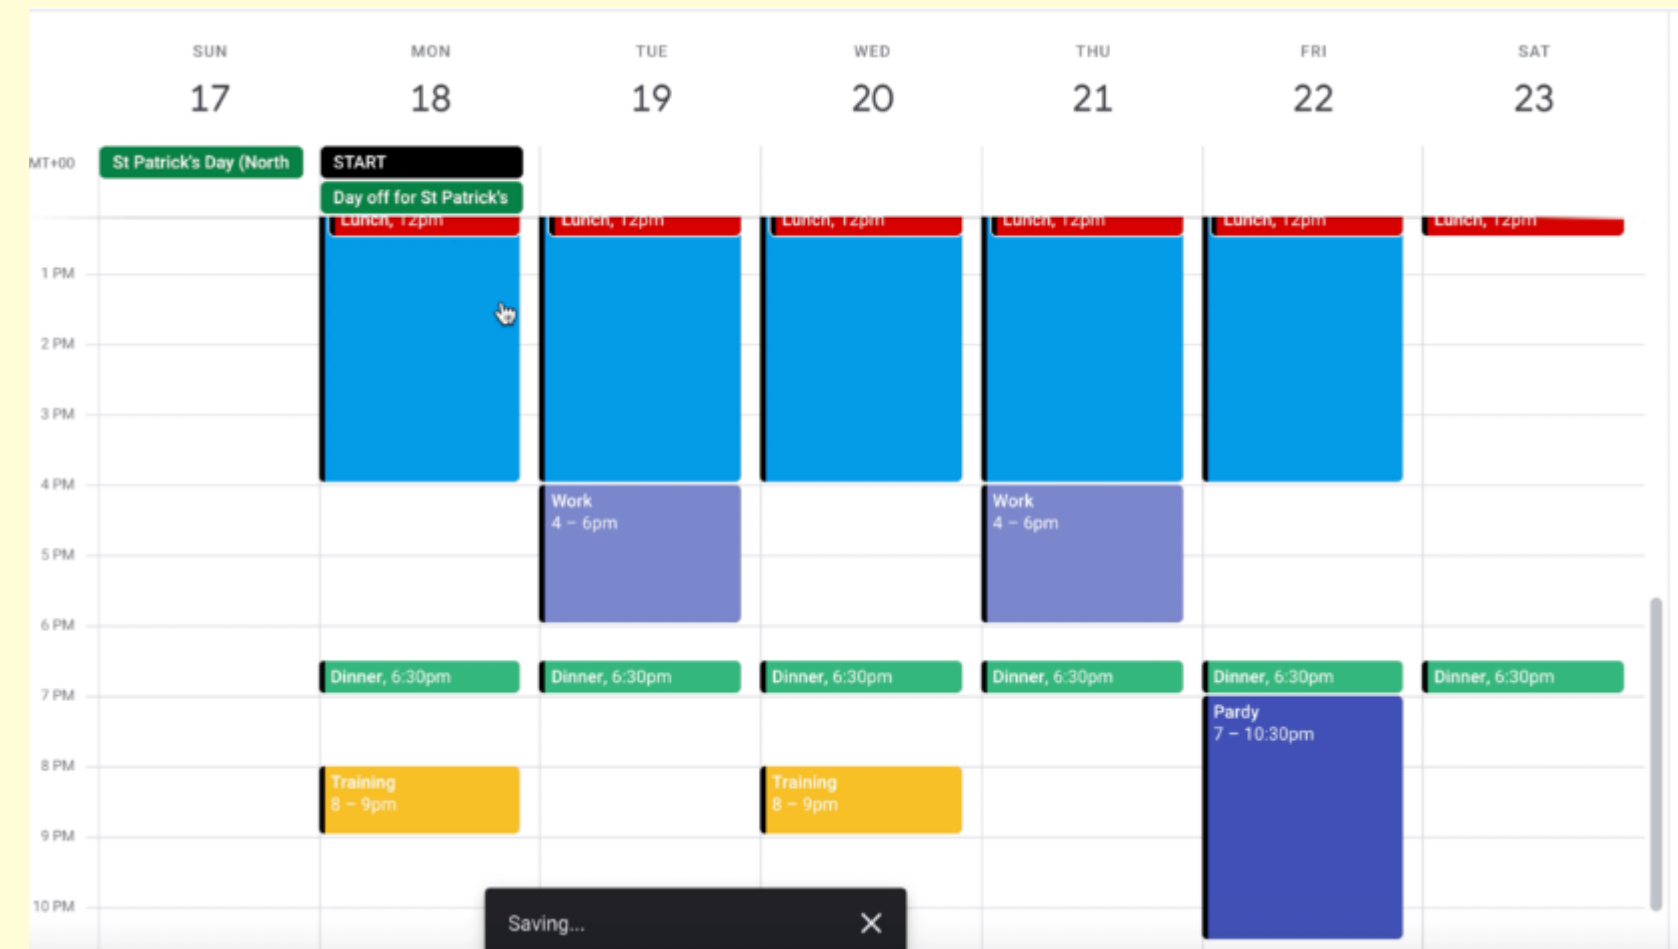 SUN MON TUE WED THU FRI SAT
17 18 19 20 21 22 23
MT+00 St Patrick's Day (North START
Day off for St Patrick's
Lunch, 12pm Lunch, 12pm Lunch, 12pm Lunch, 12pm Lunch, 12pm Lunch, 12pm
1 PM
2 PM
3 PM
4 PM
Work Work
4 – 6pm 4 – 6pm
5 PM
6 PM
Dinner, 6:30pm Dinner, 6:30pm Dinner, 6:30pm Dinner, 6:30pm Dinner, 6:30pm Dinner, 6:30pm
7 PM
Pardy
7 – 10:30pm
8 PM
Training Training
8 – 9pm 8 – 9pm
9 PM
10 PM
Saving...